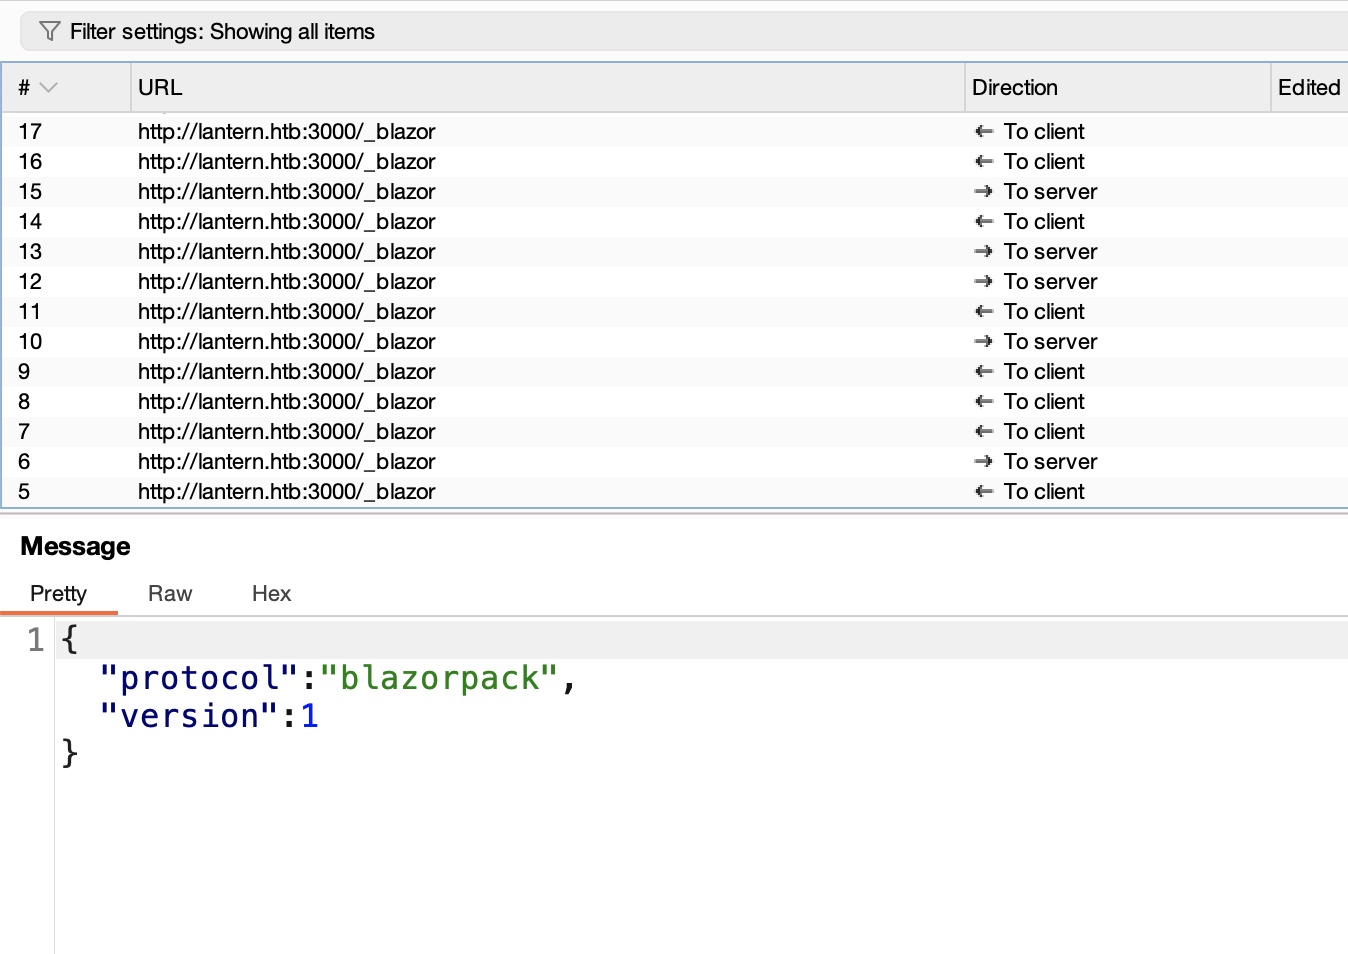 Filter settings: Showing all items
# URL Direction Edited
17 http://lantern.htb:3000/_blazor ← To client
16 http://lantern.htb:3000/_blazor ← To client
15 http://lantern.htb:3000/_blazor → To server
14 http://lantern.htb:3000/_blazor ← To client
13 http://lantern.htb:3000/_blazor → To server
12 http://lantern.htb:3000/_blazor → To server
11 http://lantern.htb:3000/_blazor ← To client
10 http://lantern.htb:3000/_blazor → To server
9 http://lantern.htb:3000/_blazor ← To client
8 http://lantern.htb:3000/_blazor ← To client
7 http://lantern.htb:3000/_blazor ← To client
6 http://lantern.htb:3000/_blazor → To server
5 http://lantern.htb:3000/_blazor ← To client
Message
Pretty Raw Hex
1 {
"protocol":"blazorpack",
"version":1
}